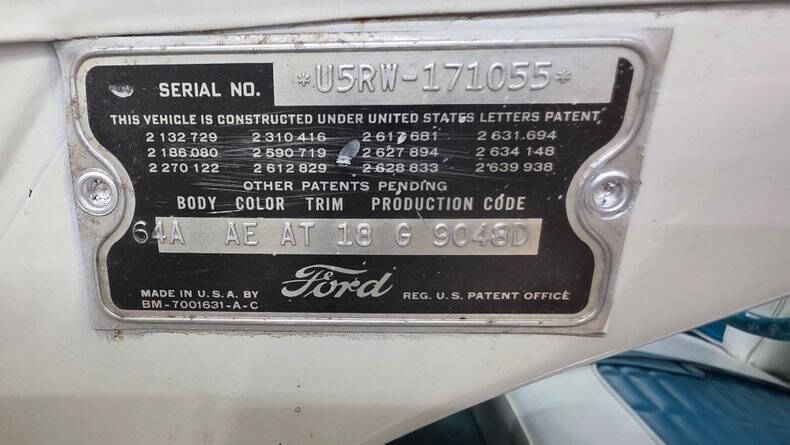 SERIAL NO. *U5RW-171055*
THIS VEHICLE IS CONSTRUCTED UNDER UNITED STATES LETTERS PATENT
2 132 729 2 310 416 2 617 681 2 631 694
2 186 080 2 590 719 2 627 894 2 634 148
2 270 122 2 612 829 2 628 833 2 639 938
OTHER PATENTS PENDING
BODY COLOR TRIM PRODUCTION CODE
64A AE AT 18 G 9048D
MADE IN U.S.A. BY Ford REG. U.S. PATENT OFFICE
BM-7001631-A-C